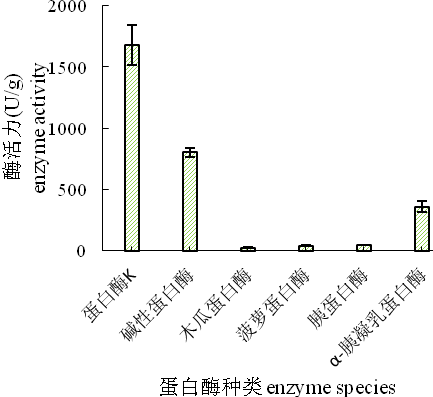 酶活力(U/g)
enzyme activity
2000
1500
1000
500
0
蛋白酶K
碱性蛋白酶
木瓜蛋白酶
菠萝蛋白酶
胰蛋白酶
α-胰凝乳蛋白酶
蛋白酶种类 enzyme species